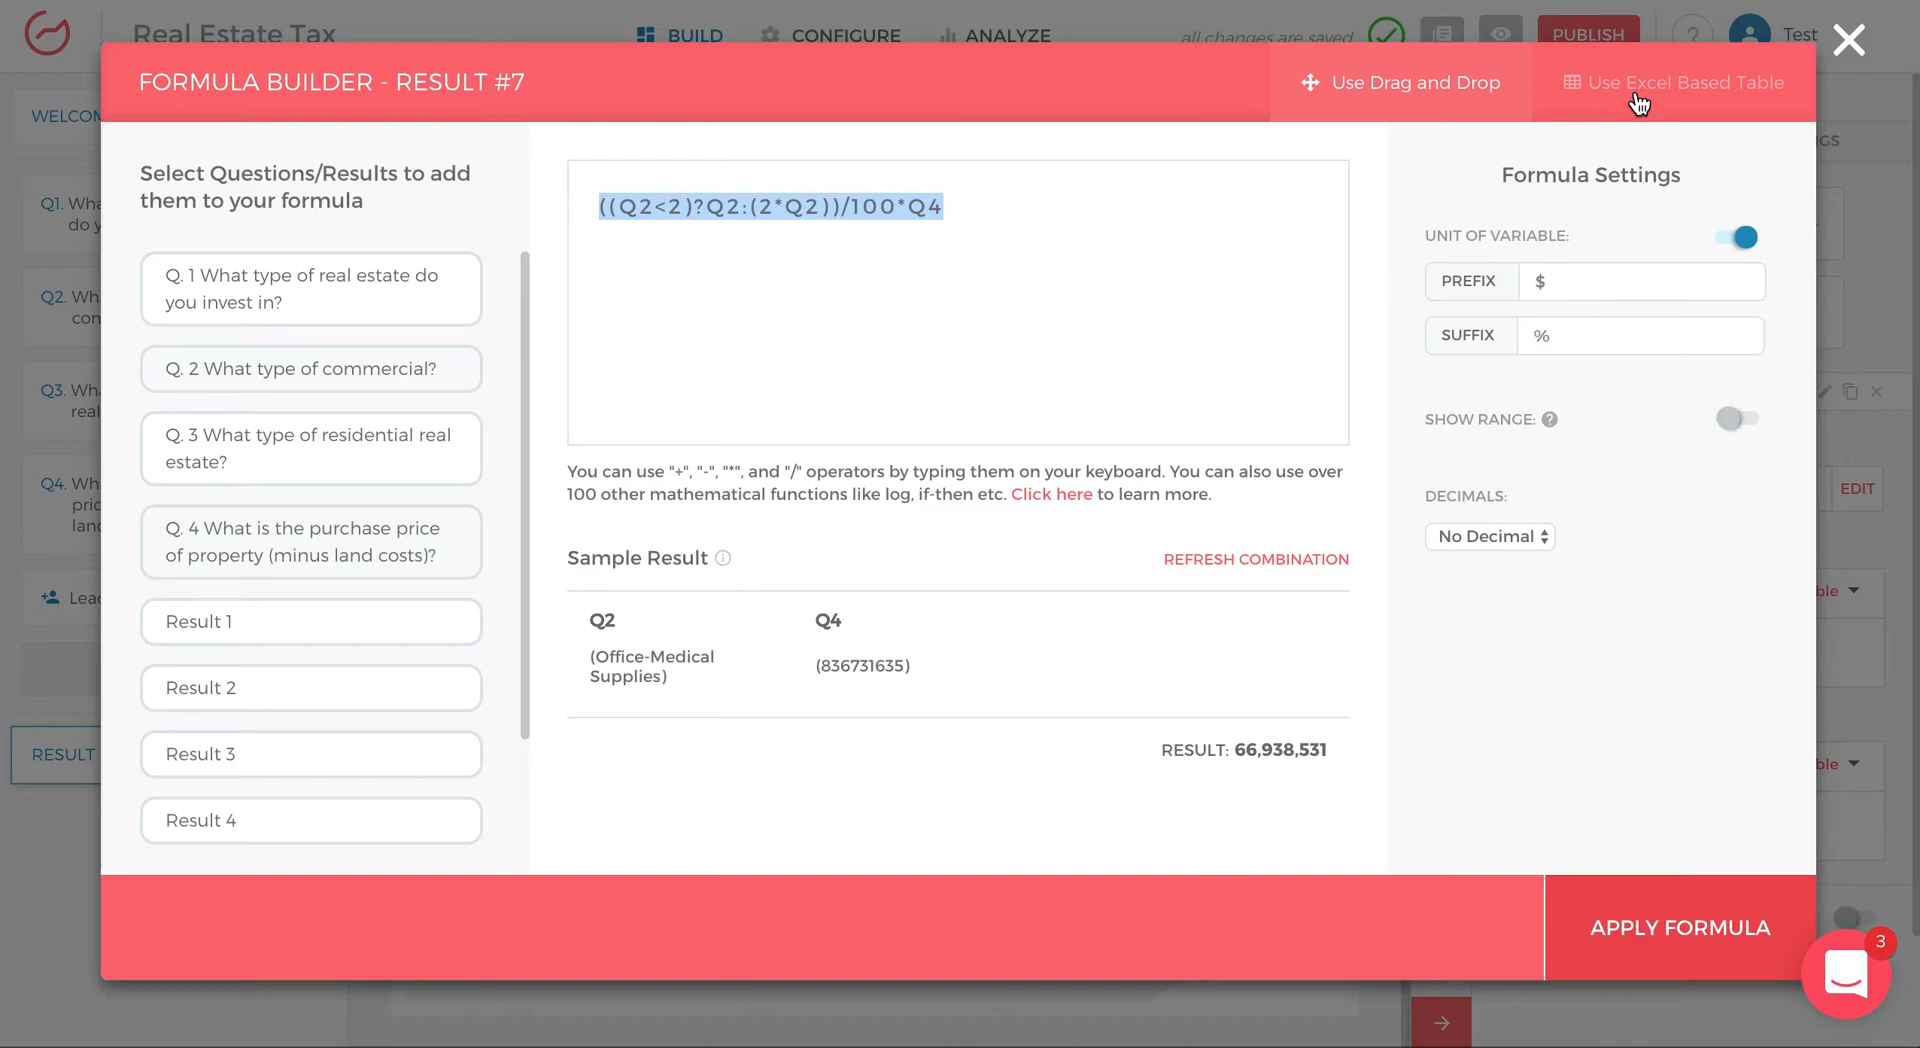 Real Estate Tax
BUILD
CONFIGURE
ANALYZE
all changes are saved
PUBLISH
?
Test
FORMULA BUILDER - RESULT #7
Use Drag and Drop
Use Excel Based Table
WELCOM
GS
Q1. Wha
do y
Q2. Wh
con
Q3. Wha
real
Q4. Wha
pric
land
Lead
RESULT
Select Questions/Results to add
them to your formula
Q. 1 What type of real estate do
you invest in?
Q. 2 What type of commercial?
Q. 3 What type of residential real
estate?
Q. 4 What is the purchase price
of property (minus land costs)?
Result 1
Result 2
Result 3
Result 4
((Q2<2)?Q2:(2*Q2))/100*Q4
You can use "+", "-", "*", and "/" operators by typing them on your keyboard. You can also use over
100 other mathematical functions like log, if-then etc. Click here to learn more.
Sample Result
REFRESH COMBINATION
Q2
Q4
(Office-Medical
Supplies)
(836731635)
RESULT: 66,938,531
Formula Settings
UNIT OF VARIABLE:
PREFIX
$
SUFFIX
%
SHOW RANGE: ?
DECIMALS:
No Decimal
EDIT
ble
ble
APPLY FORMULA
3